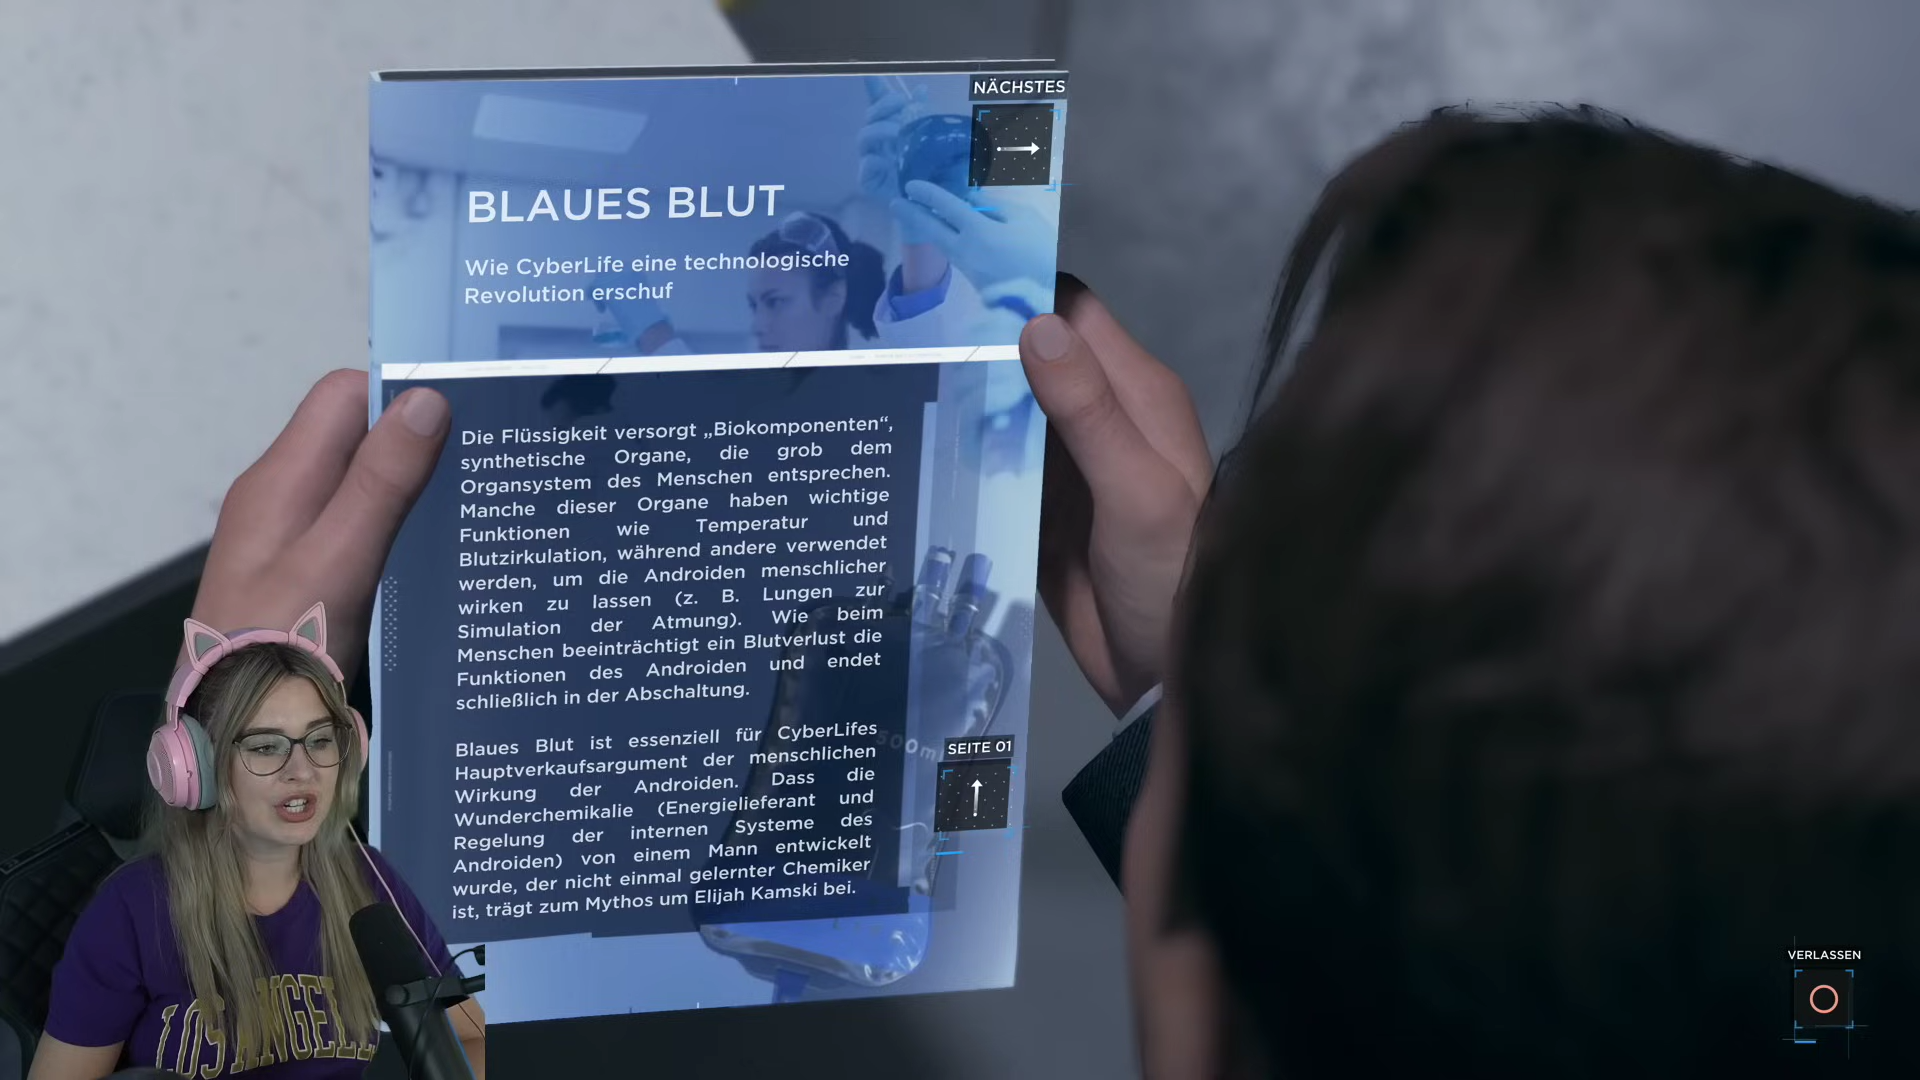 NÄCHSTES
BLAUES BLUT
Wie CyberLife eine technologische
Revolution erschuf
Die Flüssigkeit versorgt „Biokomponenten“,
synthetische Organe, die grob dem
Organsystem des Menschen entsprechen.
Manche dieser Organe haben wichtige
Funktionen wie Temperatur und
Blutzirkulation, während andere verwendet
werden, um die Androiden menschlicher
wirken zu lassen (z. B. Lungen zur
Simulation der Atmung). Wie beim
Menschen beeinträchtigt ein Blutverlust die
Funktionen des Androiden und endet
schließlich in der Abschaltung.
Blaues Blut ist essenziell für CyberLifes
Hauptverkaufsargument der menschlichen
Wirkung der Androiden. Dass die
Wunderchemikalie (Energielieferant und
Regelung der internen Systeme des
Androiden) von einem Mann entwickelt
wurde, der nicht einmal gelernter Chemiker
ist, trägt zum Mythos um Elijah Kamski bei.
500m
SEITE 01
VERLASSEN
LOS ANGEL